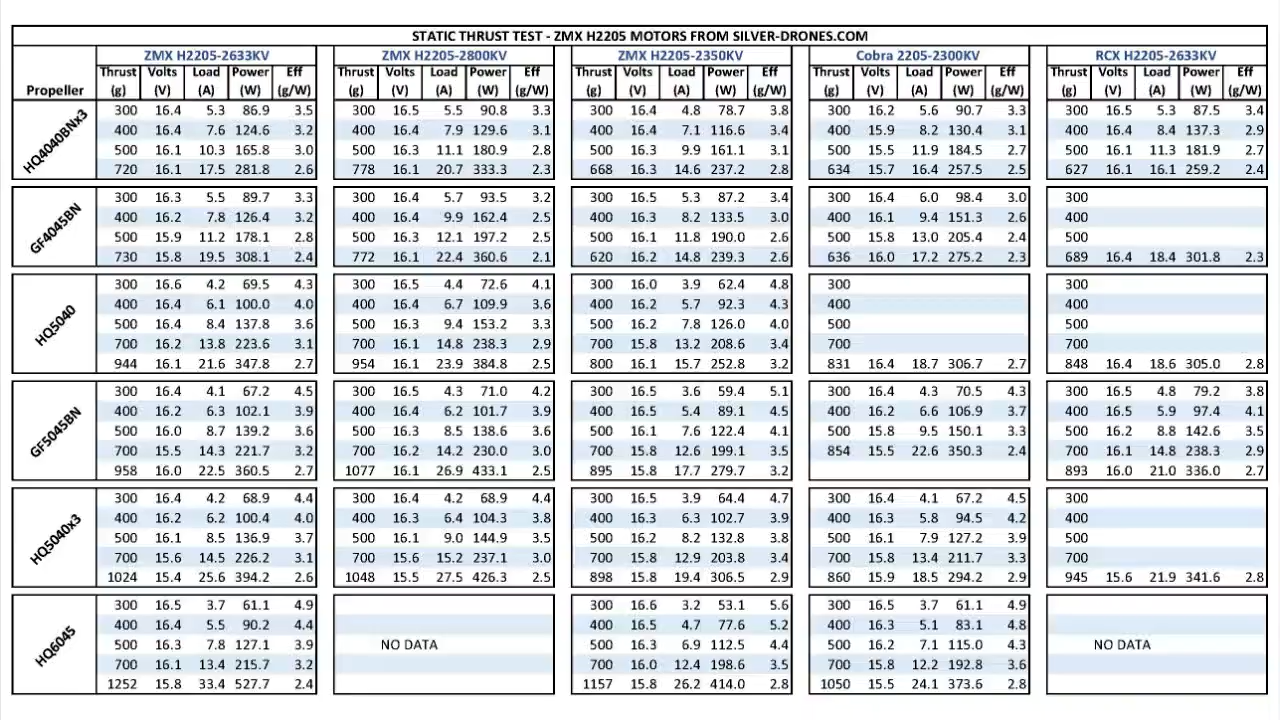 STATIC THRUST TEST - ZMX H2205 MOTORS FROM SILVER-DRONES.COM
ZMX H2205-2633KV ZMX H2205-2800KV ZMX H2205-2350KV Cobra 2205-2300KV RCX H2205-2633KV
Thrust Volts Load Power Eff Thrust Volts Load Power Eff Thrust Volts Load Power Eff Thrust Volts Load Power Eff Thrust Volts Load Power Eff
Propeller (g) (V) (A) (W) (g/W) (g) (V) (A) (W) (g/W) (g) (V) (A) (W) (g/W) (g) (V) (A) (W) (g/W) (g) (V) (A) (W) (g/W)
HQ4040BNx3
300 16.4 5.3 86.9 3.5 300 16.5 5.5 90.8 3.3 300 16.4 4.8 78.7 3.8 300 16.2 5.6 90.7 3.3 300 16.5 5.3 87.5 3.4
400 16.4 7.6 124.6 3.2 400 16.4 7.9 129.6 3.1 400 16.4 7.1 116.6 3.4 400 15.9 8.2 130.4 3.1 400 16.4 8.4 137.3 2.9
500 16.1 10.3 165.8 3.0 500 16.3 11.1 180.9 2.8 500 16.3 9.9 161.1 3.1 500 15.5 11.9 184.5 2.7 500 16.1 11.3 181.9 2.7
720 16.1 17.5 281.8 2.6 778 16.1 20.7 333.3 2.3 668 16.3 14.6 237.2 2.8 634 15.7 16.4 257.5 2.5 627 16.1 16.1 259.2 2.4
GF4045BN
300 16.3 5.5 89.7 3.3 300 16.4 5.7 93.5 3.2 300 16.5 5.3 87.2 3.4 300 16.4 6.0 98.4 3.0 300
400 16.2 7.8 126.4 3.2 400 16.4 9.9 162.4 2.5 400 16.3 8.2 133.5 3.0 400 16.1 9.4 151.3 2.6 400
500 15.9 11.2 178.1 2.8 500 16.3 12.1 197.2 2.5 500 16.1 11.8 190.0 2.6 500 15.8 13.0 205.4 2.4 500
730 15.8 19.5 308.1 2.4 772 16.1 22.4 360.6 2.1 620 16.2 14.8 239.3 2.6 636 16.0 17.2 275.2 2.3 689 16.4 18.4 301.8 2.3
HQ5040
300 16.6 4.2 69.5 4.3 300 16.5 4.4 72.6 4.1 300 16.0 3.9 62.4 4.8 300 300
400 16.4 6.1 100.0 4.0 400 16.4 6.7 109.9 3.6 400 16.2 5.7 92.3 4.3 400 400
500 16.4 8.4 137.8 3.6 500 16.3 9.4 153.2 3.3 500 16.2 7.8 126.0 4.0 500 500
700 16.2 13.8 223.6 3.1 700 16.1 14.8 238.3 2.9 700 15.8 13.2 208.6 3.4 700 700
944 16.1 21.6 347.8 2.7 954 16.1 23.9 384.8 2.5 800 16.1 15.7 252.8 3.2 831 16.4 18.7 306.7 2.7 848 16.4 18.6 305.0 2.8
GF5045BN
300 16.4 4.1 67.2 4.5 300 16.5 4.3 71.0 4.2 300 16.5 3.6 59.4 5.1 300 16.4 4.3 70.5 4.3 300 16.5 4.8 79.2 3.8
400 16.2 6.3 102.1 3.9 400 16.4 6.2 101.7 3.9 400 16.5 5.4 89.1 4.5 400 16.2 6.6 106.9 3.7 400 16.5 5.9 97.4 4.1
500 16.0 8.7 139.2 3.6 500 16.3 8.5 138.6 3.6 500 16.1 7.6 122.4 4.1 500 15.8 9.5 150.1 3.3 500 16.2 8.8 142.6 3.5
700 15.5 14.3 221.7 3.2 700 16.2 14.2 230.0 3.0 700 15.8 12.6 199.1 3.5 854 15.5 22.6 350.3 2.4 700 16.1 14.8 238.3 2.9
958 16.0 22.5 360.5 2.7 1077 16.1 26.9 433.1 2.5 895 15.8 17.7 279.7 3.2 893 16.0 21.0 336.0 2.7
HQ5040x3
300 16.4 4.2 68.9 4.4 300 16.4 4.2 68.9 4.4 300 16.5 3.9 64.4 4.7 300 16.4 4.1 67.2 4.5 300
400 16.2 6.2 100.4 4.0 400 16.3 6.4 104.3 3.8 400 16.3 6.3 102.7 3.9 400 16.3 5.8 94.5 4.2 400
500 16.1 8.5 136.9 3.7 500 16.1 9.0 144.9 3.5 500 16.2 8.2 132.8 3.8 500 16.1 7.9 127.2 3.9 500
700 15.6 14.5 226.2 3.1 700 15.6 15.2 237.1 3.0 700 15.8 12.9 203.8 3.4 700 15.8 13.4 211.7 3.3 700
1024 15.4 25.6 394.2 2.6 1048 15.5 27.5 426.3 2.5 898 15.8 19.4 306.5 2.9 860 15.9 18.5 294.2 2.9 945 15.6 21.9 341.6 2.8
HQ6045
300 16.5 3.7 61.1 4.9 300 16.6 3.2 53.1 5.6 300 16.5 3.7 61.1 4.9
400 16.4 5.5 90.2 4.4 400 16.5 4.7 77.6 5.2 400 16.3 5.1 83.1 4.8
500 16.3 7.8 127.1 3.9 NO DATA 500 16.3 6.9 112.5 4.4 500 16.2 7.1 115.0 4.3 NO DATA
700 16.1 13.4 215.7 3.2 700 16.0 12.4 198.6 3.5 700 15.8 12.2 192.8 3.6
1252 15.8 33.4 527.7 2.4 1157 15.8 26.2 414.0 2.8 1050 15.5 24.1 373.6 2.8